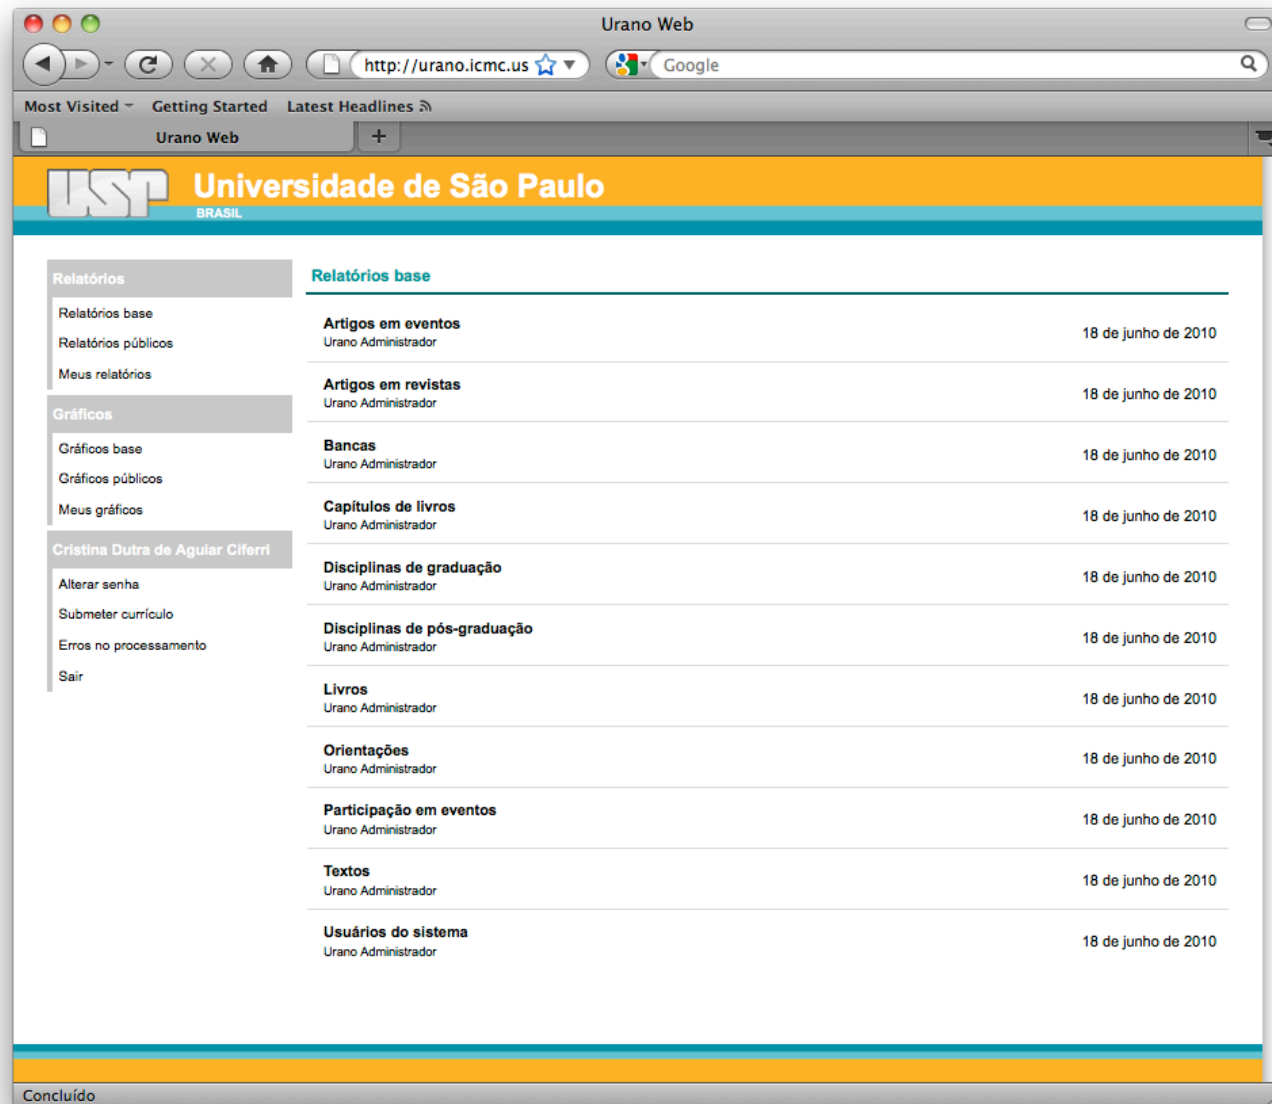 Urano Web
http://urano.icmc.us
Google
Most Visited
Getting Started
Latest Headlines
Urano Web
USP
Universidade de São Paulo
BRASIL
Relatórios
Relatórios base
Relatórios públicos
Meus relatórios
Gráficos
Gráficos base
Gráficos públicos
Meus gráficos
Cristina Dutra de Aguiar Ciferri
Alterar senha
Submeter currículo
Erros no processamento
Sair
Relatórios base
Artigos em eventos
Urano Administrador
18 de junho de 2010
Artigos em revistas
Urano Administrador
18 de junho de 2010
Bancas
Urano Administrador
18 de junho de 2010
Capítulos de livros
Urano Administrador
18 de junho de 2010
Disciplinas de graduação
Urano Administrador
18 de junho de 2010
Disciplinas de pós-graduação
Urano Administrador
18 de junho de 2010
Livros
Urano Administrador
18 de junho de 2010
Orientações
Urano Administrador
18 de junho de 2010
Participação em eventos
Urano Administrador
18 de junho de 2010
Textos
Urano Administrador
18 de junho de 2010
Usuários do sistema
Urano Administrador
18 de junho de 2010
Concluído